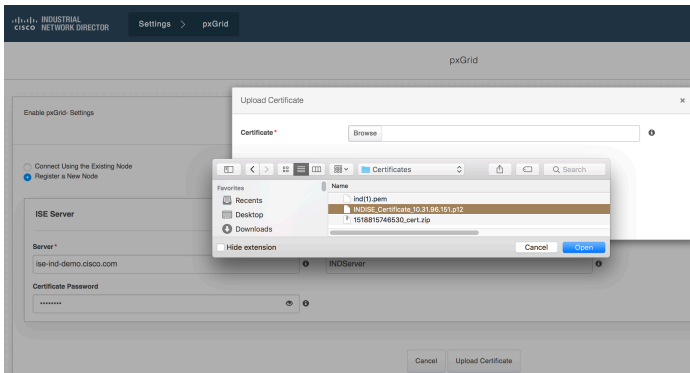 INDUSTRIAL
CISCO NETWORK DIRECTOR
Settings > pxGrid
pxGrid
Enable pxGrid- Settings
Upload Certificate
×
Certificate*
Browse
Connect Using the Existing Node
Register a New Node
Certificates
Search
Favorites
Recents
Desktop
Downloads
Name
ind(1).pem
INDISE_Certificate_10.31.96.151.p12
1518815746530_cert.zip
Hide extension
Cancel
Open
ISE Server
Server*
ise-ind-demo.cisco.com
INDServer
Certificate Password
••••••••
Cancel
Upload Certificate